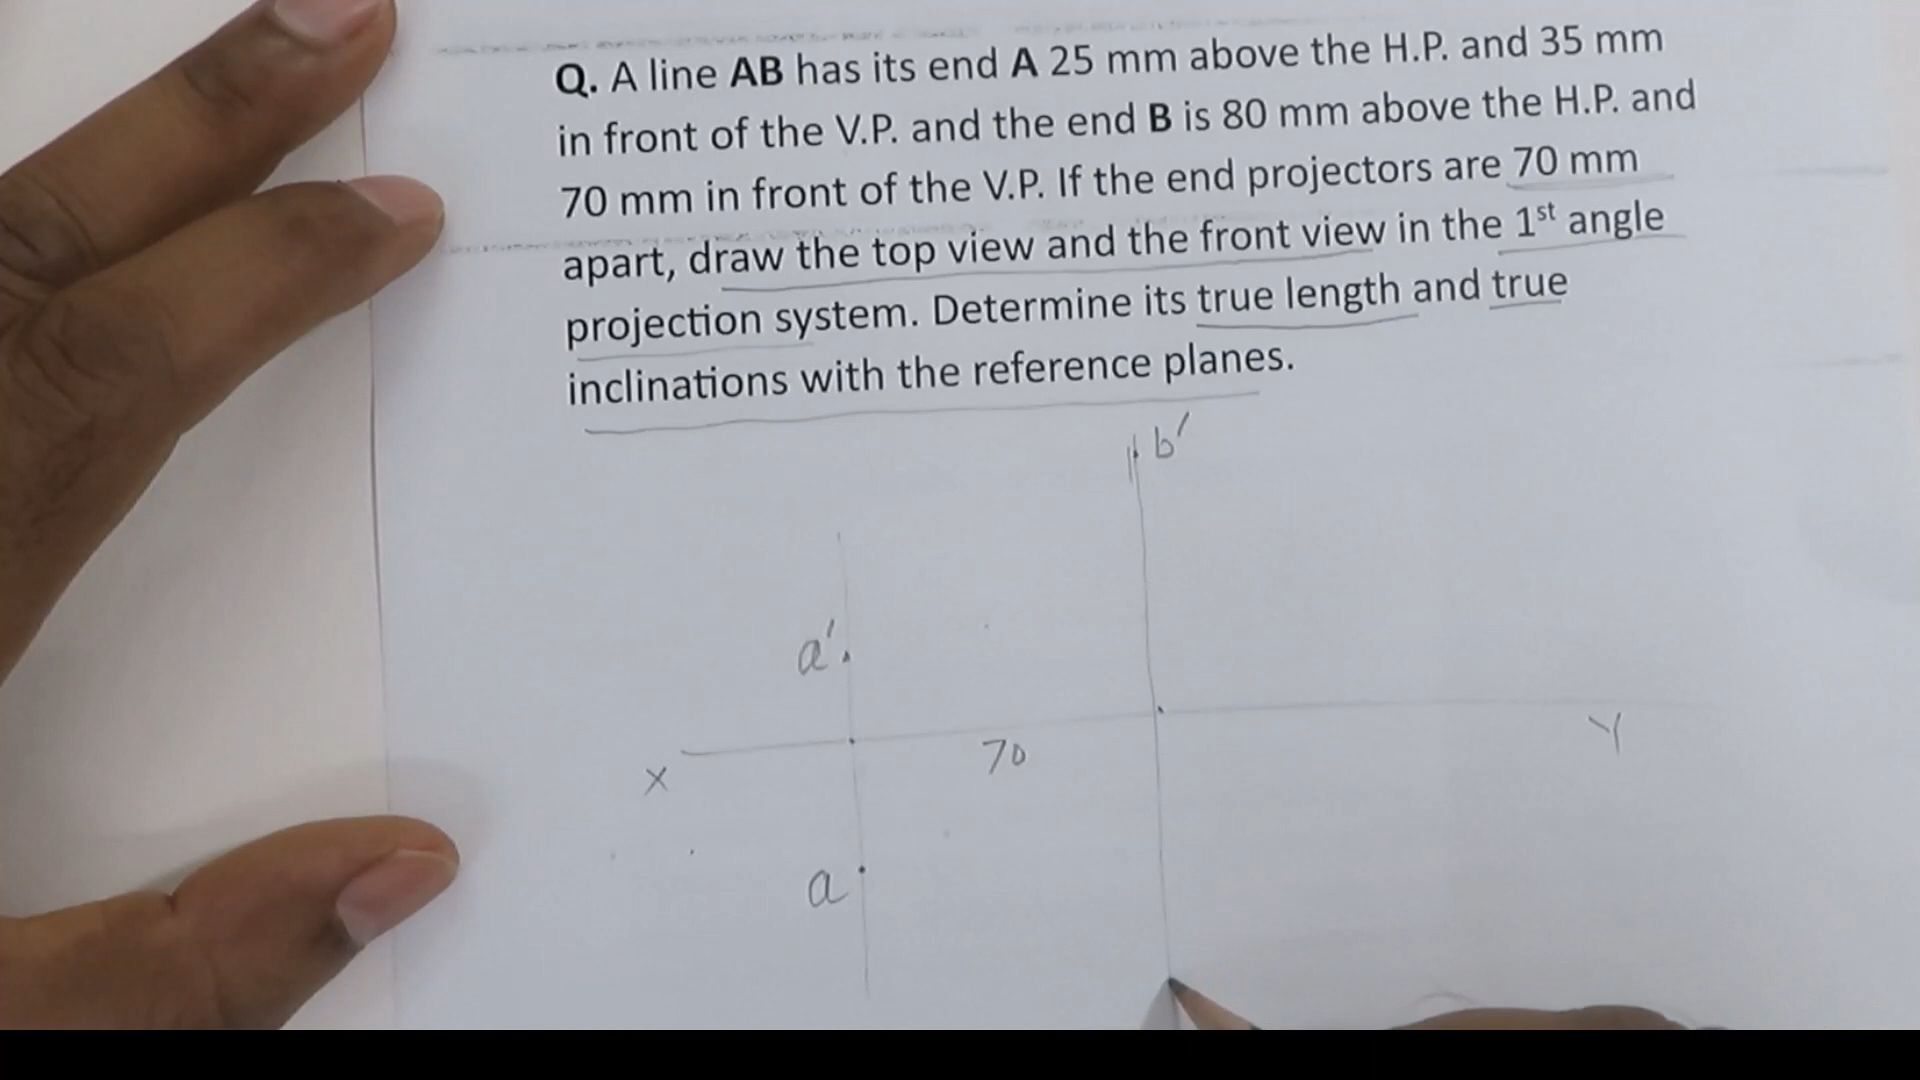 Q. A line AB has its end A 25 mm above the H.P. and 35 mm
in front of the V.P. and the end B is 80 mm above the H.P. and
70 mm in front of the V.P. If the end projectors are 70 mm
apart, draw the top view and the front view in the 1st angle
projection system. Determine its true length and true
inclinations with the reference planes.
b'
a'
X 70 Y
a